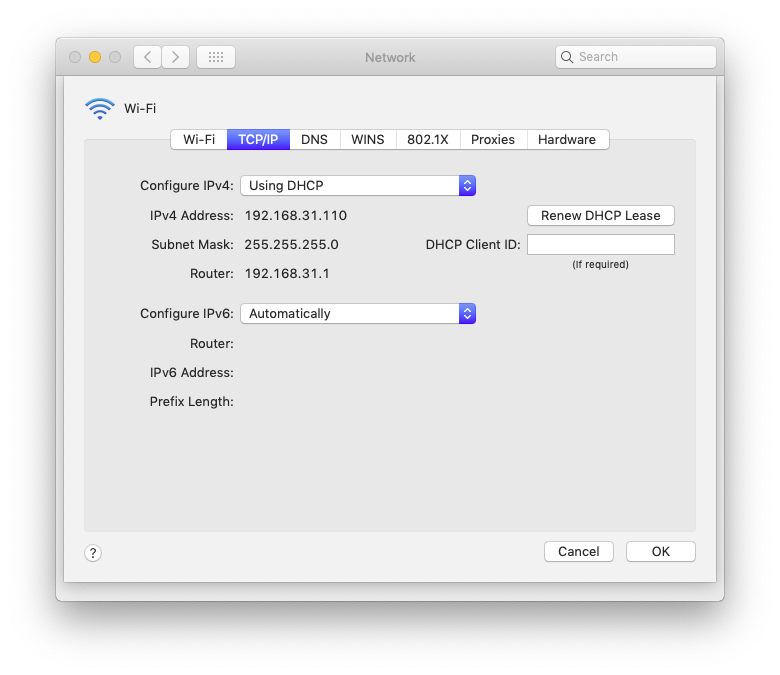 Network
Search
Wi-Fi
Wi-Fi TCP/IP DNS WINS 802.1X Proxies Hardware
Configure IPv4: Using DHCP
IPv4 Address: 192.168.31.110 Renew DHCP Lease
Subnet Mask: 255.255.255.0 DHCP Client ID:
(If required)
Router: 192.168.31.1
Configure IPv6: Automatically
Router:
IPv6 Address:
Prefix Length:
? Cancel OK